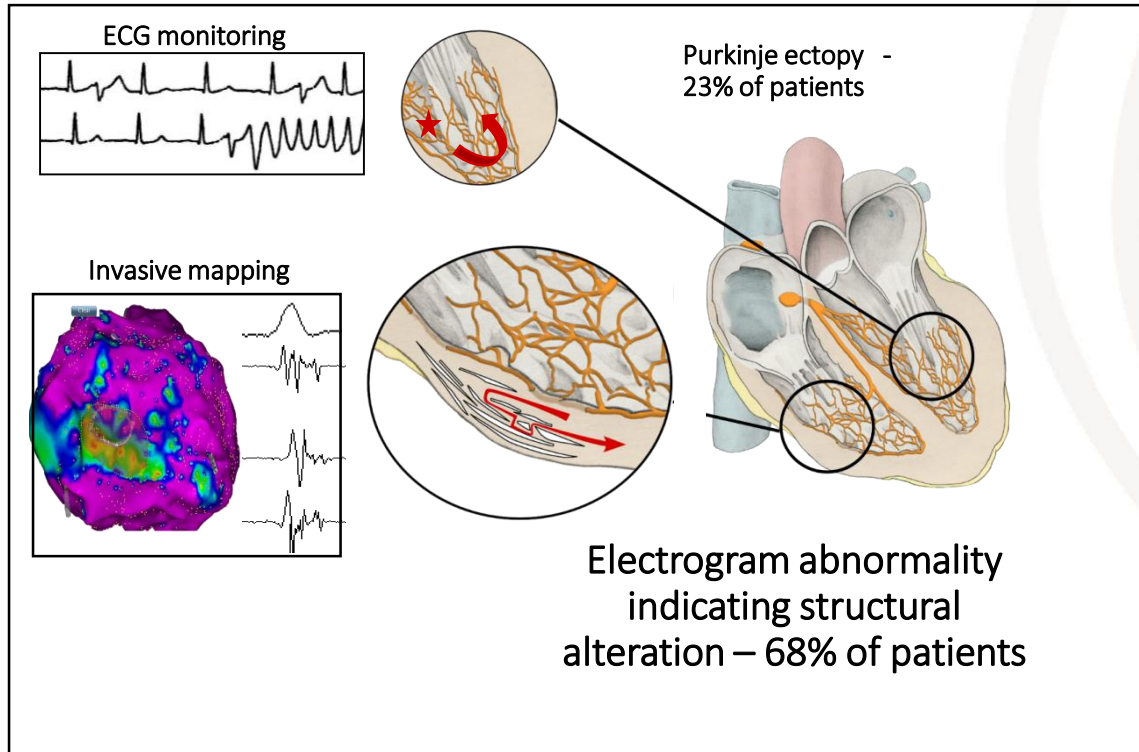 ECG monitoring
Purkinje ectopy -
23% of patients
Invasive mapping
Electrogram abnormality
indicating structural
alteration – 68% of patients